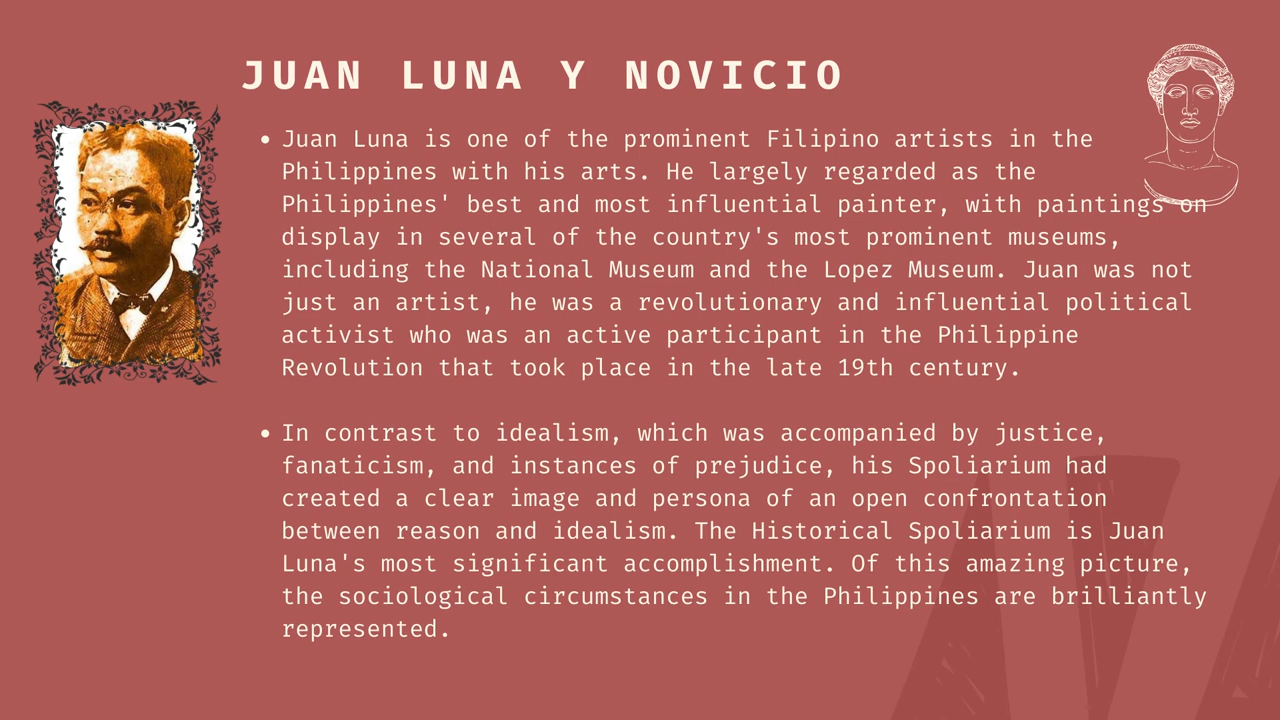 JUAN LUNA Y NOVICIO
• Juan Luna is one of the prominent Filipino artists in the
Philippines with his arts. He largely regarded as the
Philippines' best and most influential painter, with paintings on
display in several of the country's most prominent museums,
including the National Museum and the Lopez Museum. Juan was not
just an artist, he was a revolutionary and influential political
activist who was an active participant in the Philippine
Revolution that took place in the late 19th century.
• In contrast to idealism, which was accompanied by justice,
fanaticism, and instances of prejudice, his Spoliarium had
created a clear image and persona of an open confrontation
between reason and idealism. The Historical Spoliarium is Juan
Luna's most significant accomplishment. Of this amazing picture,
the sociological circumstances in the Philippines are brilliantly
represented.